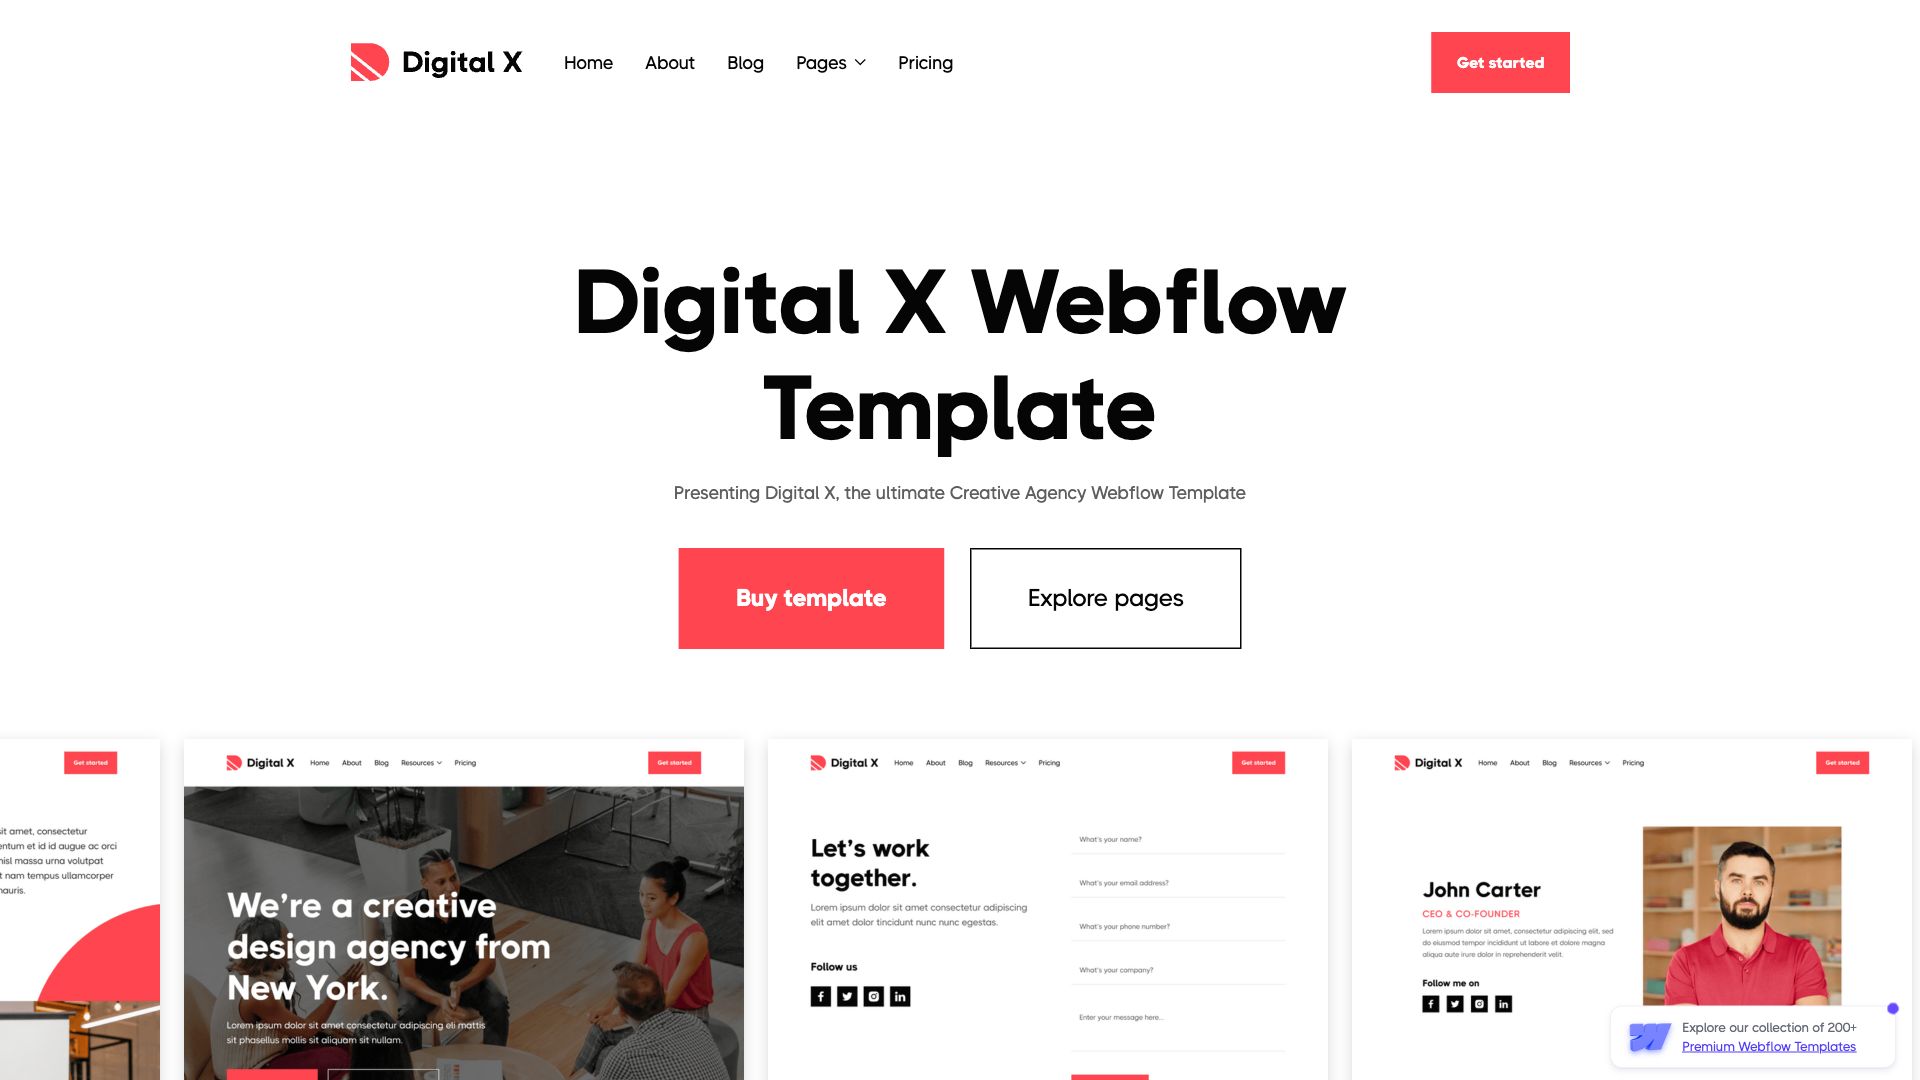 Digital X
Home
About
Blog
Pages
Pricing
Get started
Digital X Webflow
Template
Presenting Digital X, the ultimate Creative Agency Webflow Template
Buy template
Explore pages
Get started
sit amet, consectetur
entum et id id augue ac orci
nisl massa urna volutpat
t nam tempus ullamcorper
mauris.
Digital X
Home
About
Blog
Resources
Pricing
Get started
We're a creative
design agency from
New York.
Lorem ipsum dolor sit amet consectetur adipiscing eli mattis
sit phasellus mollis sit aliquam sit nullam.
Digital X
Home
About
Blog
Resources
Pricing
Get started
Let's work
together.
Lorem ipsum dolor sit amet consectetur adipiscing
elit amet dolor tincidunt nunc nunc egestas.
Follow us
What's your name?
What's your email address?
What's your phone number?
What's your company?
Enter your message here...
Digital X
Home
About
Blog
Resources
Pricing
Get started
John Carter
CEO & CO-FOUNDER
Lorem ipsum dolor sit amet, consectetur adipiscing elit, sed
do eiusmod tempor incididunt ut labore et dolore magna
aliqua aute irure dolor in reprehenderit velit.
Follow me on
Explore our collection of 200+
Premium Webflow Templates